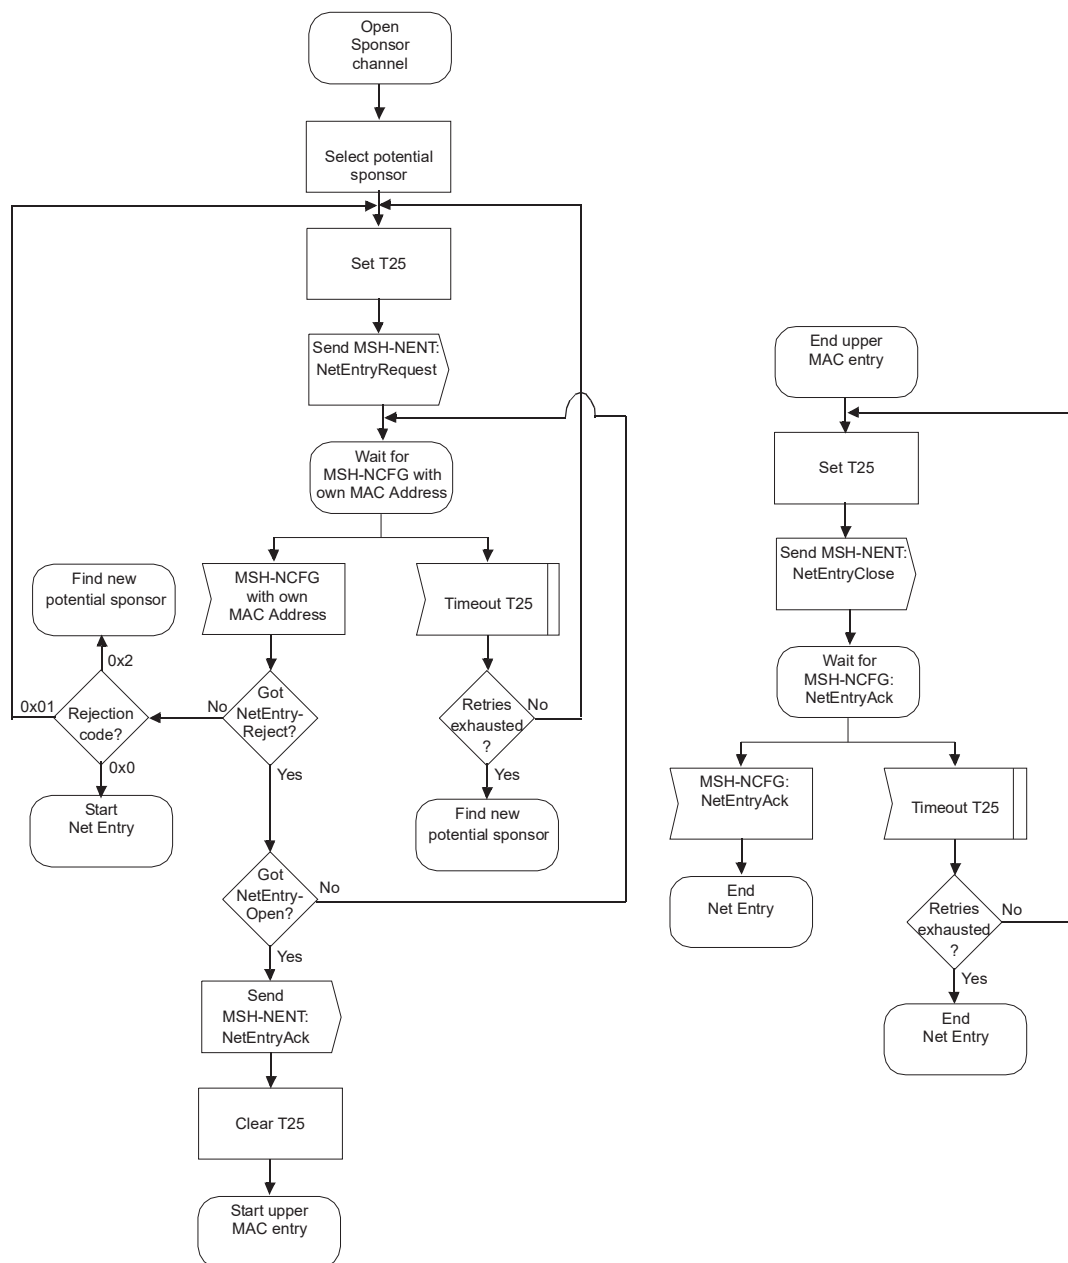 Open
Sponsor
channel
Select potential
sponsor
Set T25
Send MSH-NENT:
NetEntryRequest
Wait for
MSH-NCFG with
own MAC Address
MSH-NCFG
with own
MAC Address
Timeout T25
Find new
potential sponsor
0x2
0x01
Rejection
code?
No
Got
NetEntry-
Reject?
Retries
exhausted
?
No
0x0
Yes
Yes
Start
Net Entry
Find new
potential sponsor
Got
NetEntry-
Open?
No
Yes
Send
MSH-NENT:
NetEntryAck
Clear T25
Start upper
MAC entry
End upper
MAC entry
Set T25
Send MSH-NENT:
NetEntryClose
Wait for
MSH-NCFG:
NetEntryAck
MSH-NCFG:
NetEntryAck
Timeout T25
End
Net Entry
Retries
exhausted
?
No
Yes
End
Net Entry